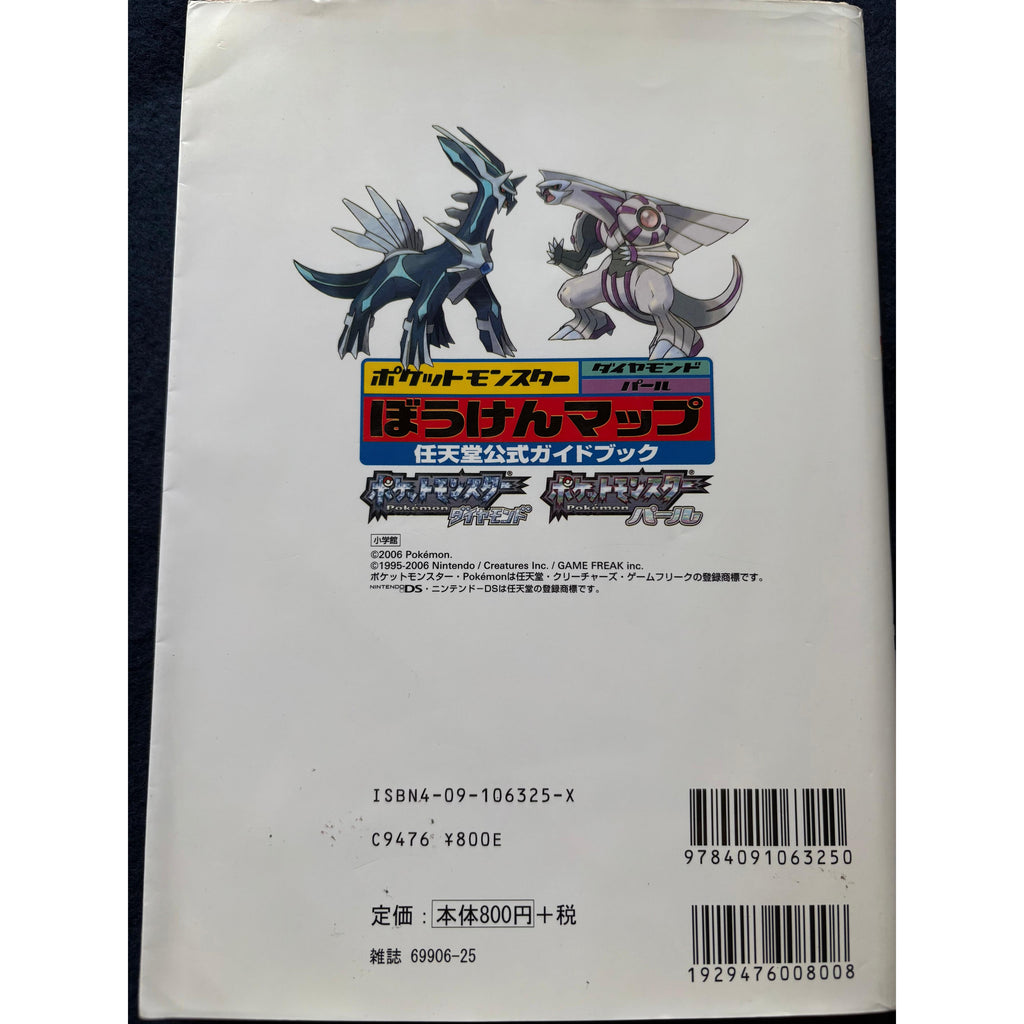 ポケットモンスター
ダイヤモンド
パール
ぼうけんマップ
任天堂公式ガイドブック
ポケットモンスター
Pokémon
ダイヤモンド
ポケットモンスター
Pokémon
パール
小学館
©2006 Pokémon.
©1995-2006 Nintendo / Creatures Inc. / GAME FREAK inc.
ポケットモンスター・Pokémonは任天堂・クリーチャーズ・ゲームフリークの登録商標です。
NINTENDO DS・ニンテンドーDSは任天堂の登録商標です。
ISBN4-09-106325-X
C9476 ¥800E
9784091063250
定価:本体800円+税
雑誌 69906-25
1929476008008